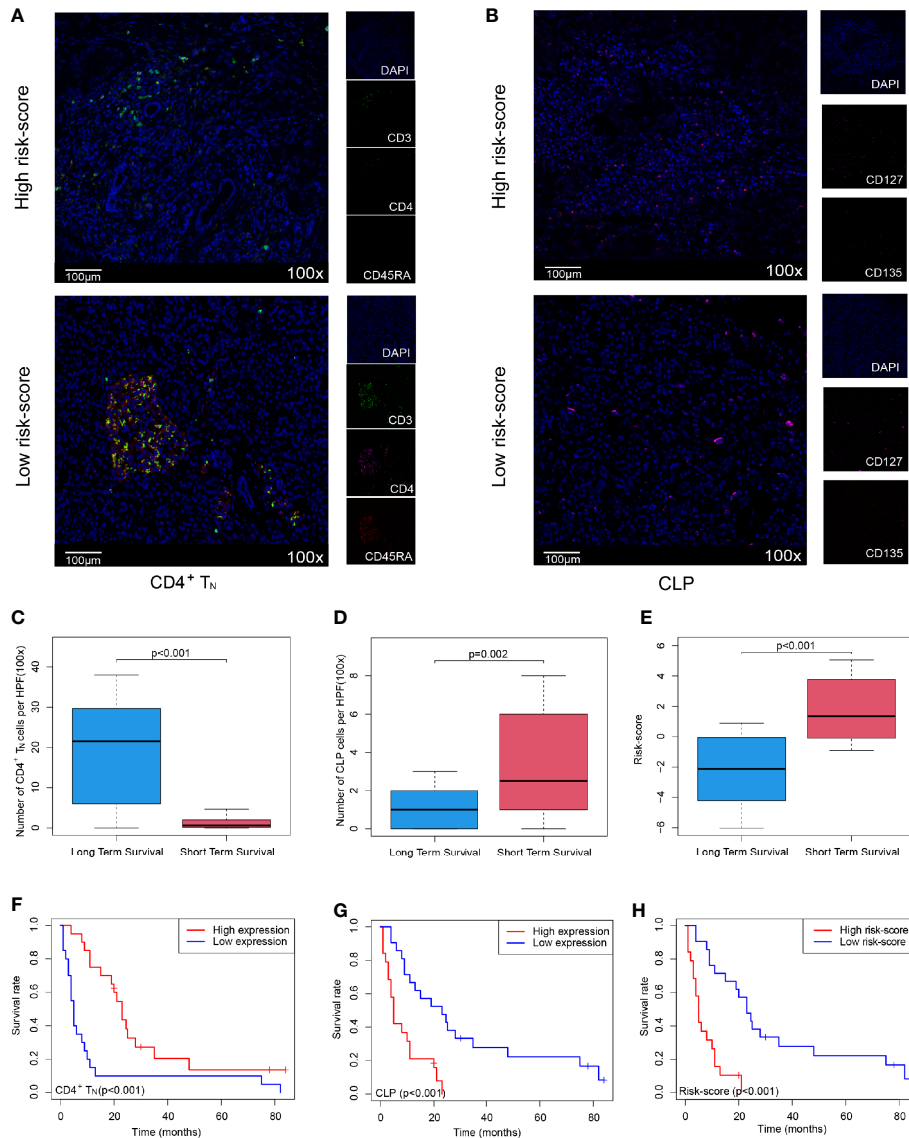 A
High risk-score
DAPI
CD3
CD4
CD45RA
100µm
100x
Low risk-score
DAPI
CD3
CD4
CD45RA
100µm
100x
CD4⁺ T_N
B
High risk-score
DAPI
CD127
CD135
100µm
100x
Low risk-score
DAPI
CD127
CD135
100µm
100x
CLP
C
Number of CD4⁺ T_N cells per HPF(100x)
40
30
20
10
0
p<0.001
Long Term Survival Short Term Survival
D
Number of CLP cells per HPF(100x)
8
6
4
2
0
p=0.002
Long Term Survival Short Term Survival
E
Risk-score
6
4
2
0
−2
−4
−6
p<0.001
Long Term Survival Short Term Survival
F
Survival rate
1.0
0.8
0.6
0.4
0.2
0.0
High expression
Low expression
CD4⁺ T_N(p<0.001)
0 20 40 60 80
Time (months)
G
Survival rate
1.0
0.8
0.6
0.4
0.2
0.0
High expression
Low expression
CLP (p<0.001)
0 20 40 60 80
Time (months)
H
Survival rate
1.0
0.8
0.6
0.4
0.2
0.0
High risk-score
Low risk-score
Risk-score (p<0.001)
0 20 40 60 80
Time (months)